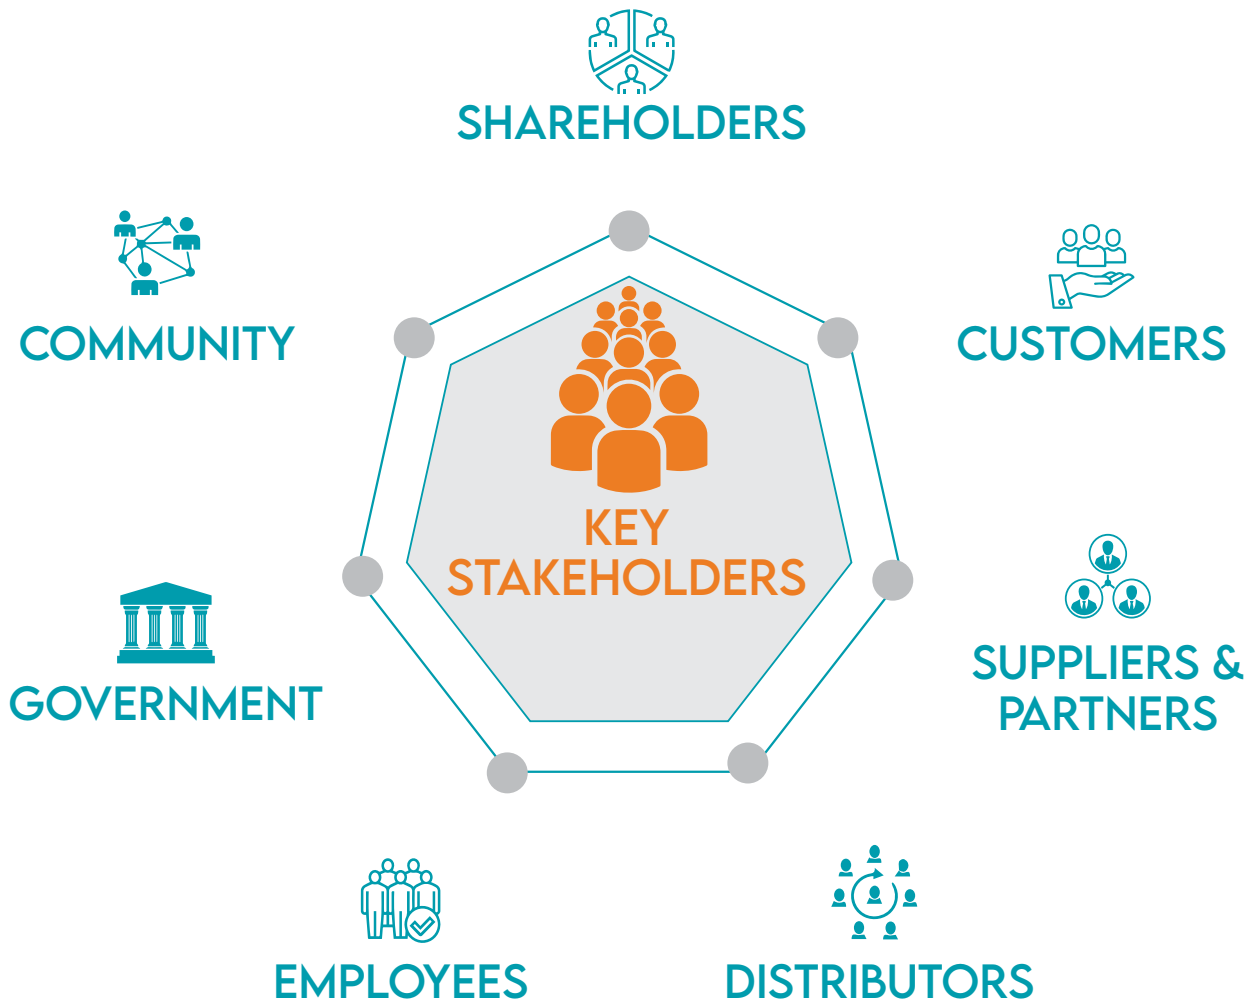 SHAREHOLDERS
COMMUNITY
CUSTOMERS
KEY
STAKEHOLDERS
GOVERNMENT
SUPPLIERS &
PARTNERS
EMPLOYEES
DISTRIBUTORS